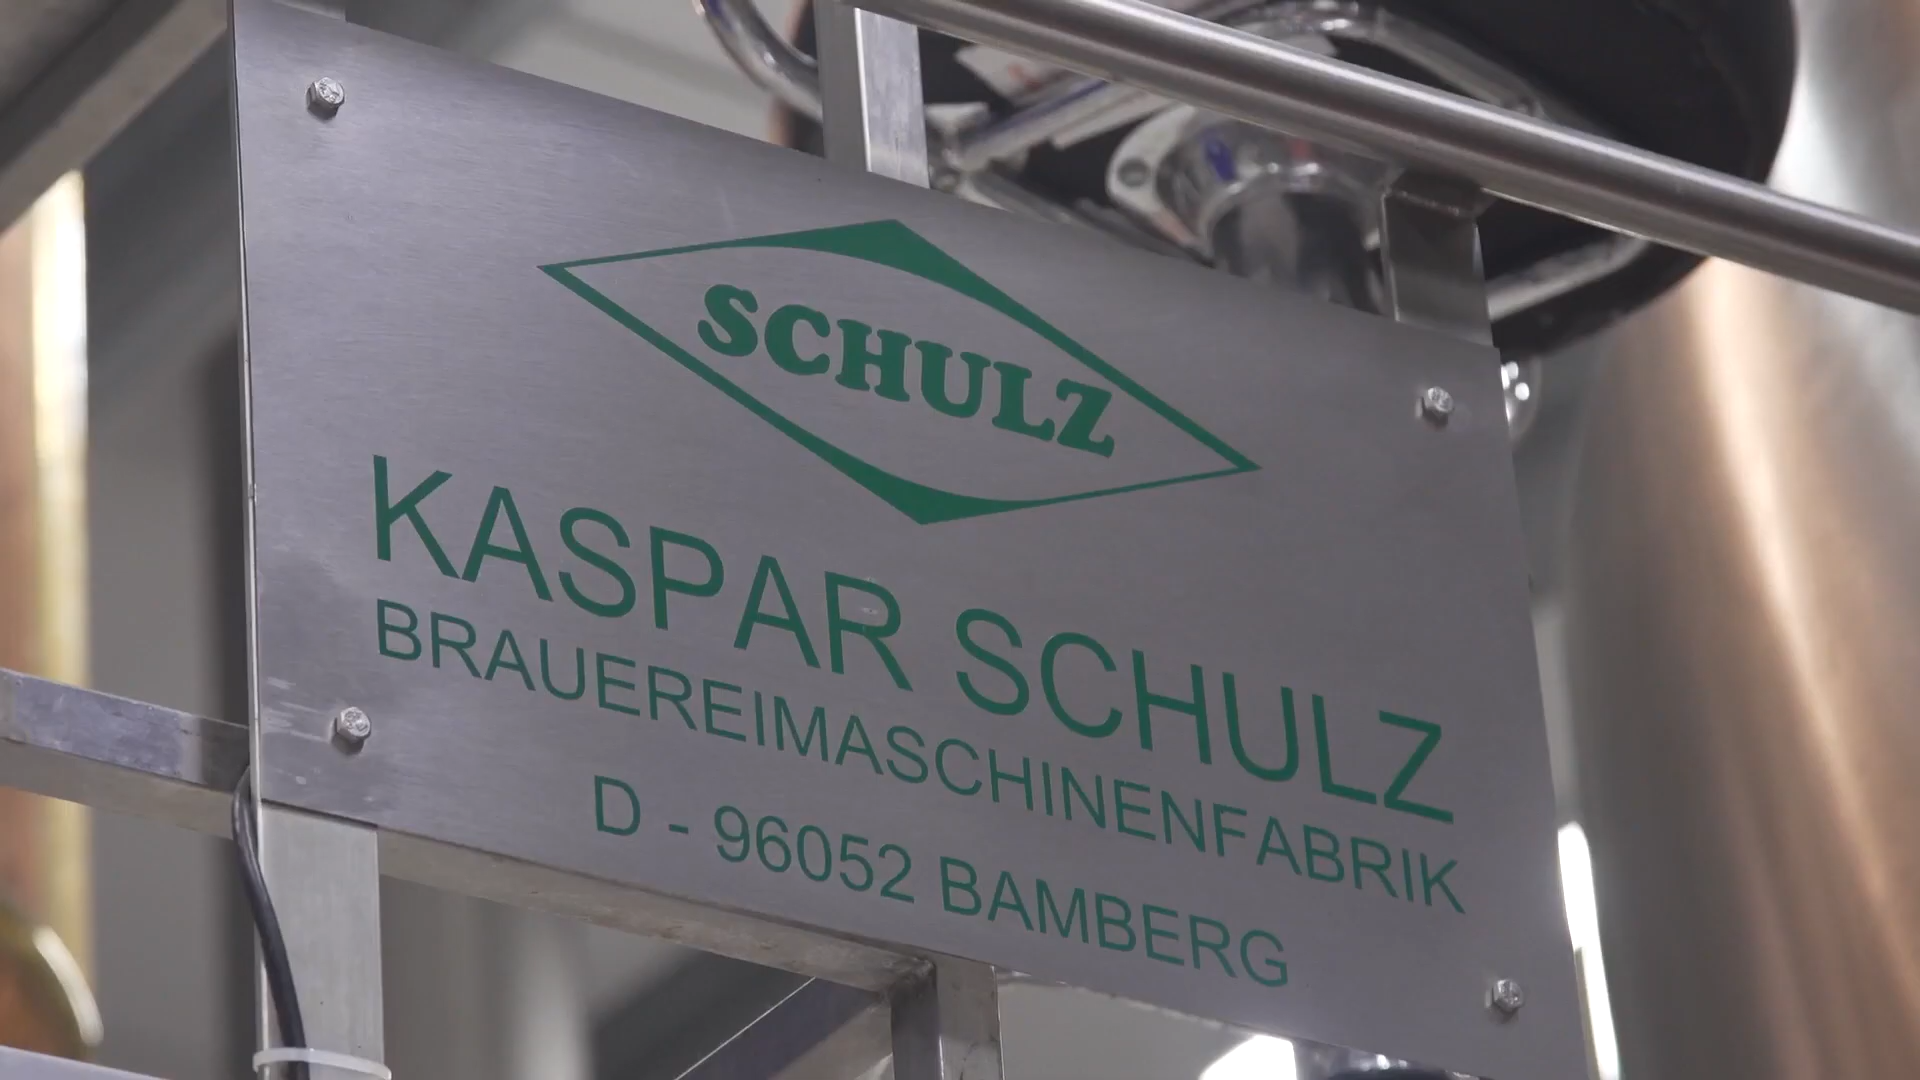 SCHULZ
KASPAR SCHULZ
BRAUEREIMASCHINENFABRIK
D - 96052 BAMBERG